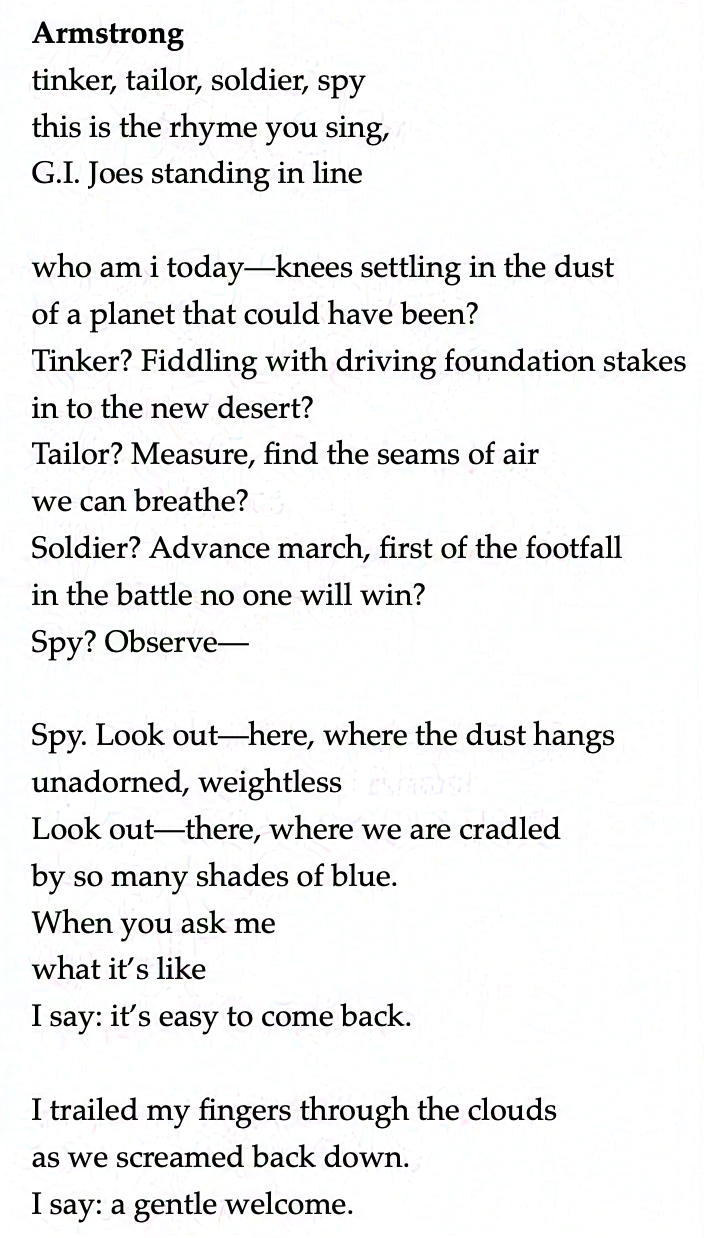 Armstrong
tinker, tailor, soldier, spy
this is the rhyme you sing,
G.I. Joes standing in line
who am i today—knees settling in the dust
of a planet that could have been?
Tinker? Fiddling with driving foundation stakes
in to the new desert?
Tailor? Measure, find the seams of air
we can breathe?
Soldier? Advance march, first of the footfall
in the battle no one will win?
Spy? Observe—
Spy. Look out—here, where the dust hangs
unadorned, weightless
Look out—there, where we are cradled
by so many shades of blue.
When you ask me
what it’s like
I say: it’s easy to come back.
I trailed my fingers through the clouds
as we screamed back down.
I say: a gentle welcome.